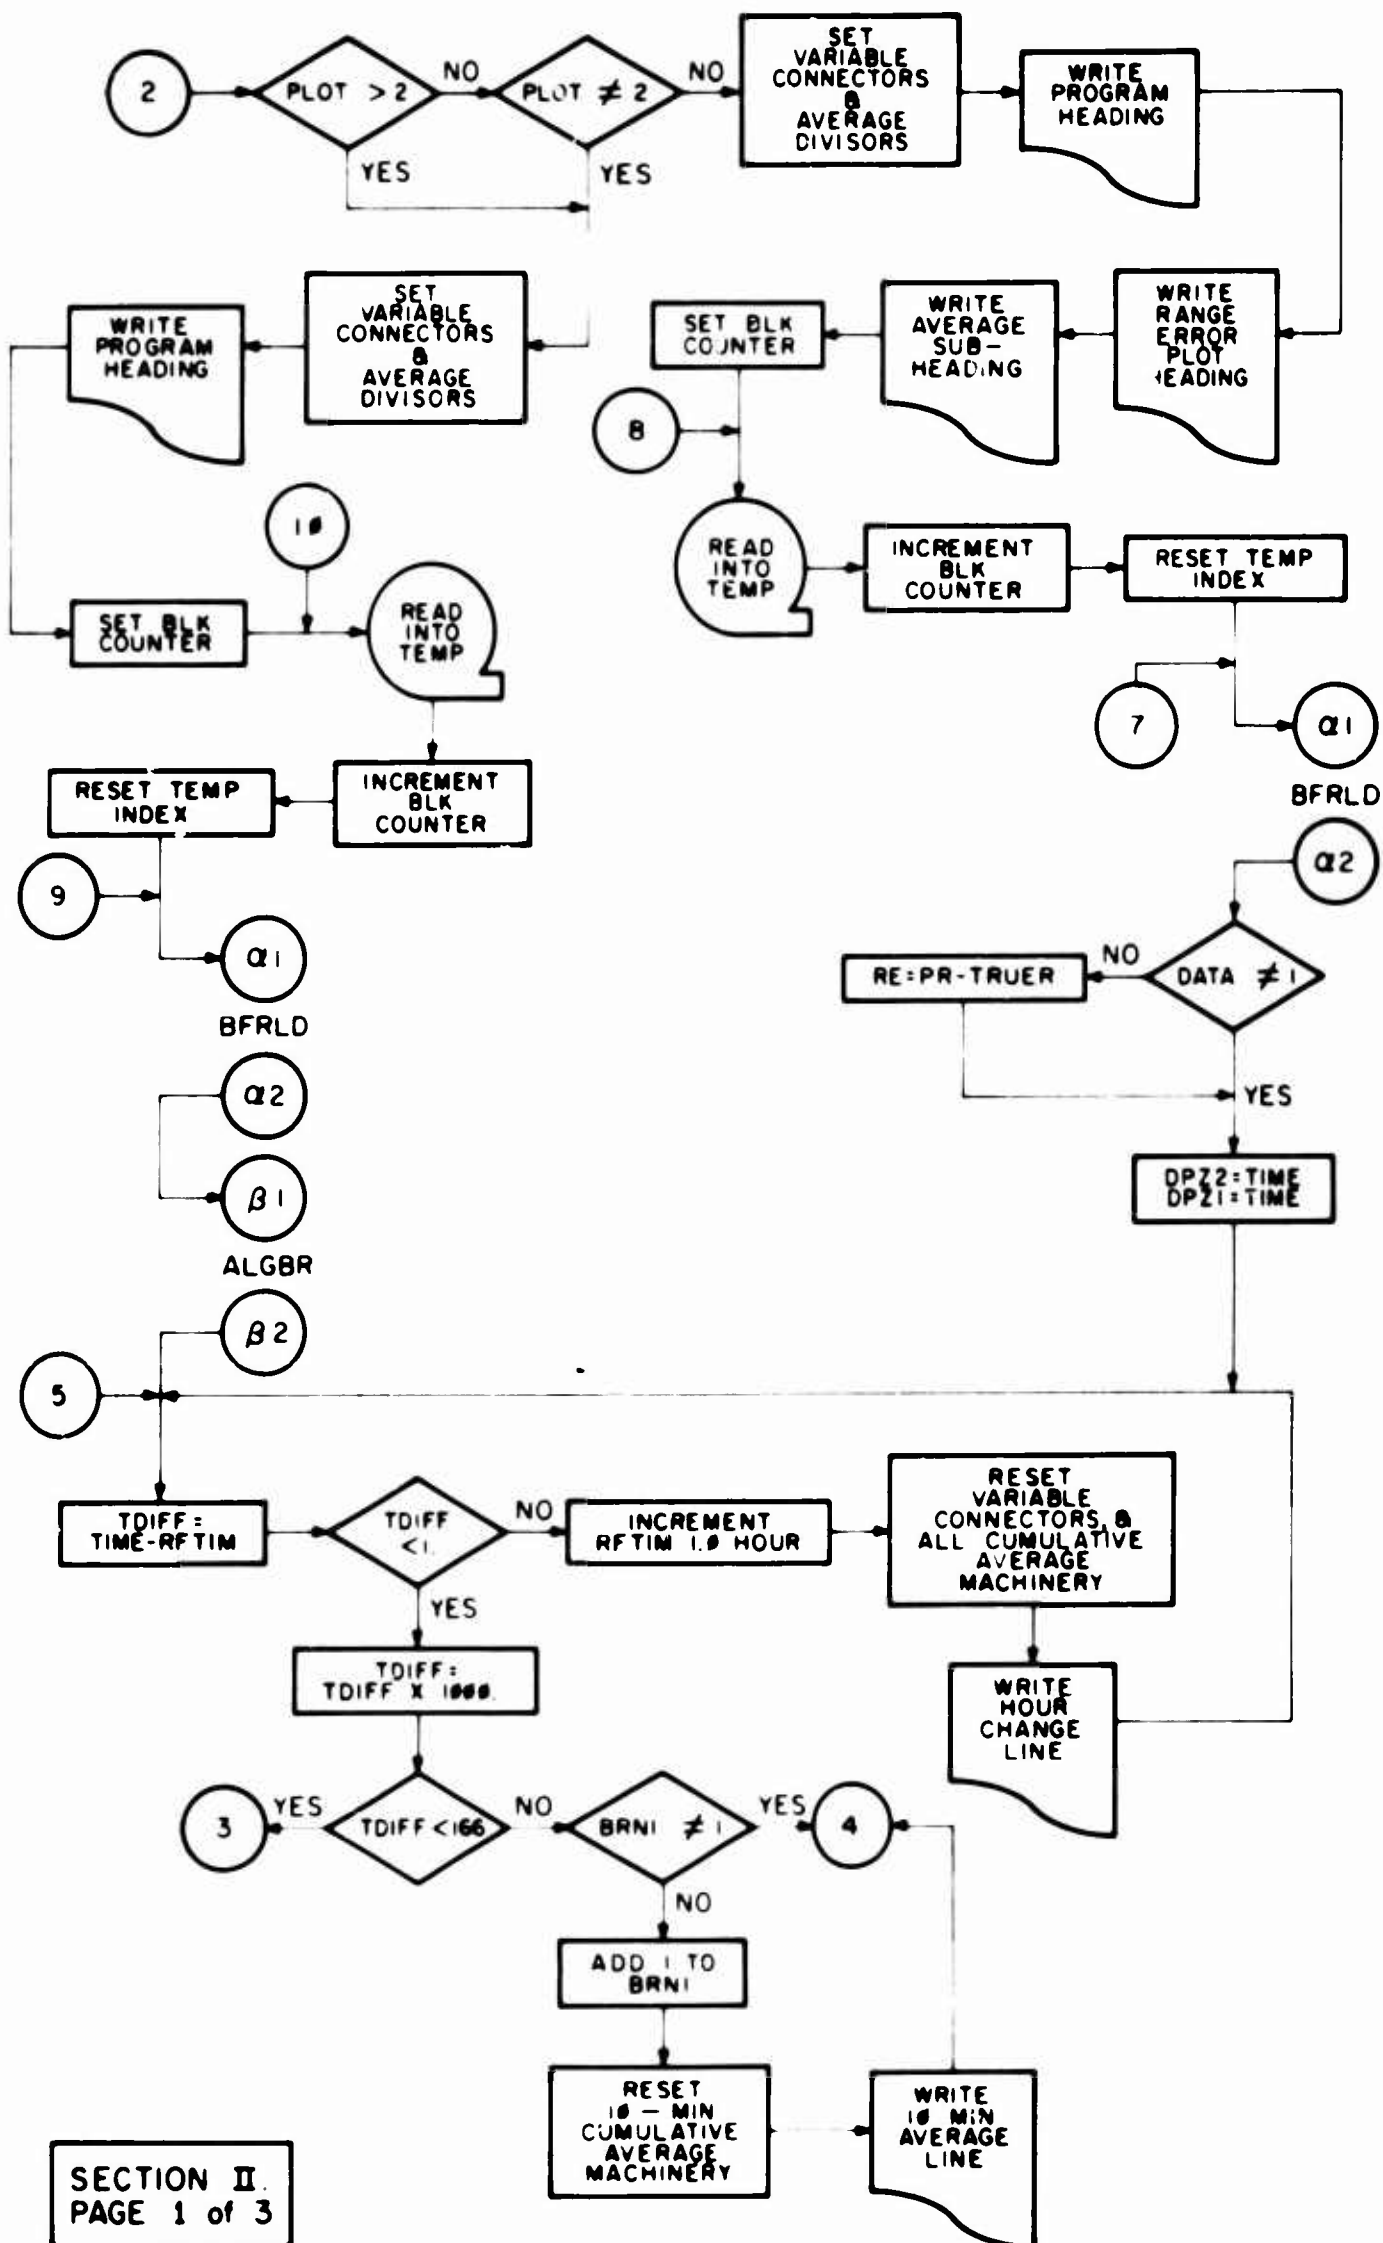 2
PLOT > 2
NO
PLOT ≠ 2
NO
SET
VARIABLE
CONNECTORS
&
AVERAGE
DIVISORS
WRITE
PROGRAM
HEADING
YES
YES
WRITE
PROGRAM
HEADING
SET
VARIABLE
CONNECTORS
&
AVERAGE
DIVISORS
SET BLK
COUNTER
WRITE
AVERAGE
SUB-
HEADING
WRITE
RANGE
ERROR
PLOT
HEADING
8
10
READ
INTO
TEMP
INCREMENT
BLK
COUNTER
RESET TEMP
INDEX
SET BLK
COUNTER
READ
INTO
TEMP
7
α1
BFRLD
RESET TEMP
INDEX
INCREMENT
BLK
COUNTER
α2
9
α1
BFRLD
NO
RE=PR-TRUER
DATA ≠ 1
α2
YES
β1
ALGBR
DPZ2=TIME
DPZ1=TIME
β2
5
TDIFF=
TIME-RFTIM
TDIFF
<1.
NO
INCREMENT
RFTIM 1.0 HOUR
RESET
VARIABLE
CONNECTORS, &
ALL CUMULATIVE
AVERAGE
MACHINERY
YES
TDIFF=
TDIFF X 1000.
WRITE
HOUR
CHANGE
LINE
3
YES
TDIFF<166
NO
BRN1 ≠ 1
YES
4
NO
ADD 1 TO
BRN1
RESET
10 — MIN
CUMULATIVE
AVERAGE
MACHINERY
WRITE
10 MIN
AVERAGE
LINE
SECTION II.
PAGE 1 of 3